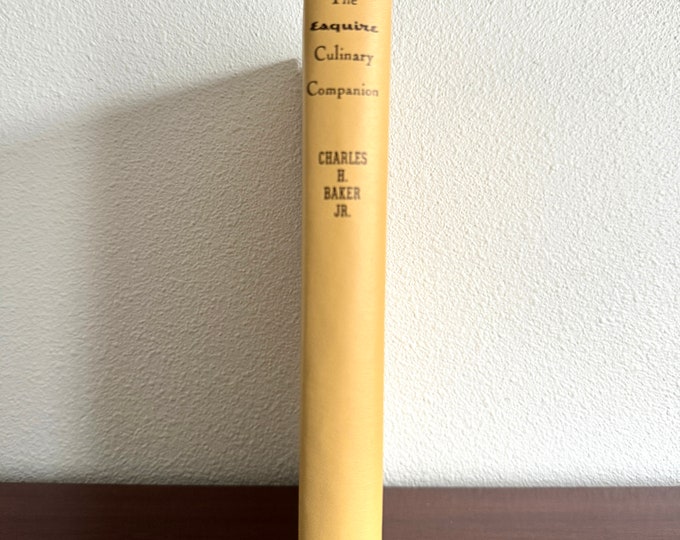 The
Esquire
Culinary
Companion
CHARLES
H.
BAKER
JR.